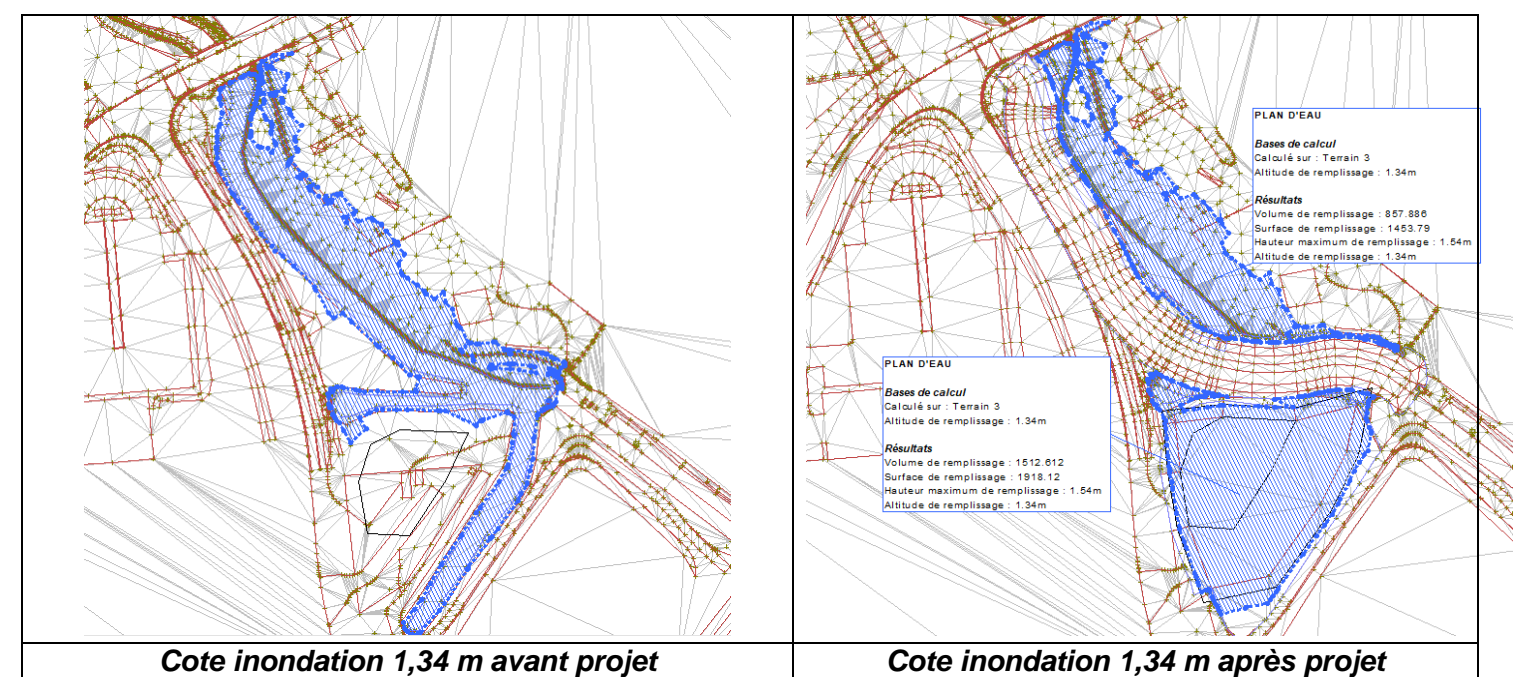 PLAN D'EAU
Bases de calcul
Calculé sur : Terrain 3
Altitude de remplissage : 1.34m
Résultats
Volume de remplissage : 857.886
Surface de remplissage : 1453.79
Hauteur maximum de remplissage : 1.54m
Altitude de remplissage : 1.34m
PLAN D'EAU
Bases de calcul
Calculé sur : Terrain 3
Altitude de remplissage : 1.34m
Résultats
Volume de remplissage : 1512.612
Surface de remplissage : 1918.12
Hauteur maximum de remplissage : 1.54m
Altitude de remplissage : 1.34m
Cote inondation 1,34 m avant projet
Cote inondation 1,34 m après projet